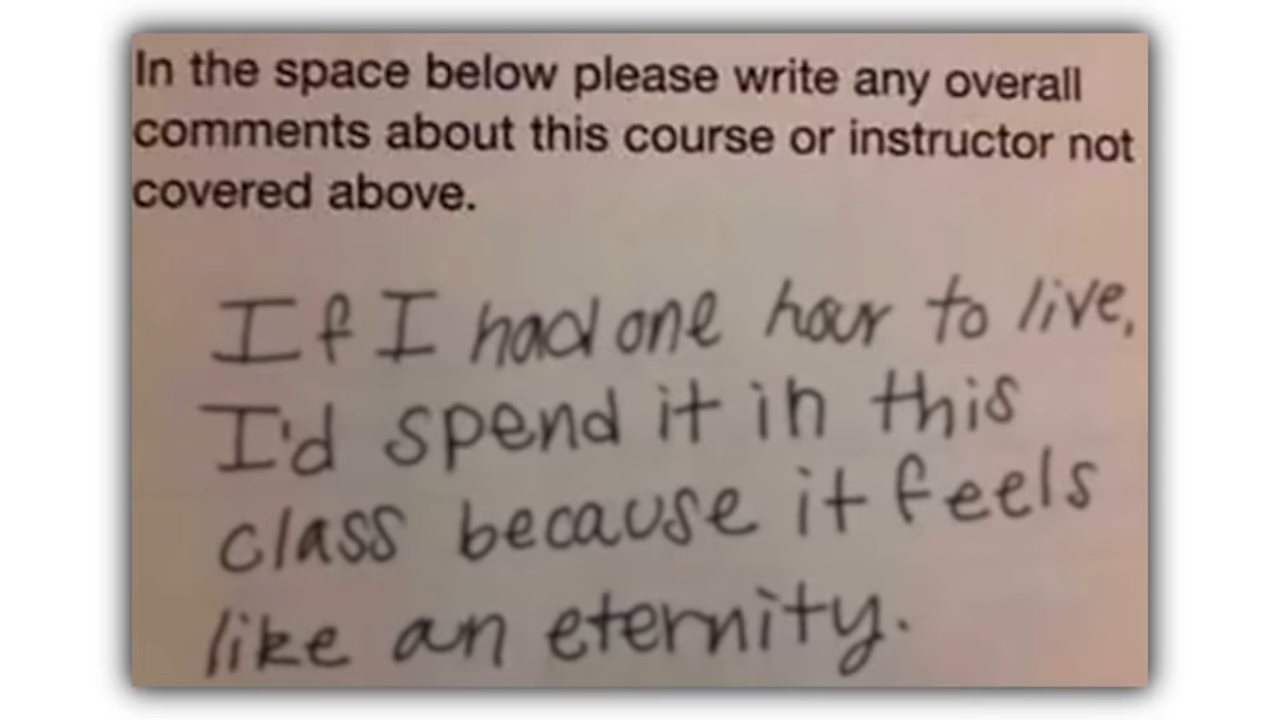 In the space below please write any overall
comments about this course or instructor not
covered above.
If I had one hour to live,
I'd spend it in this
class because it feels
like an eternity.